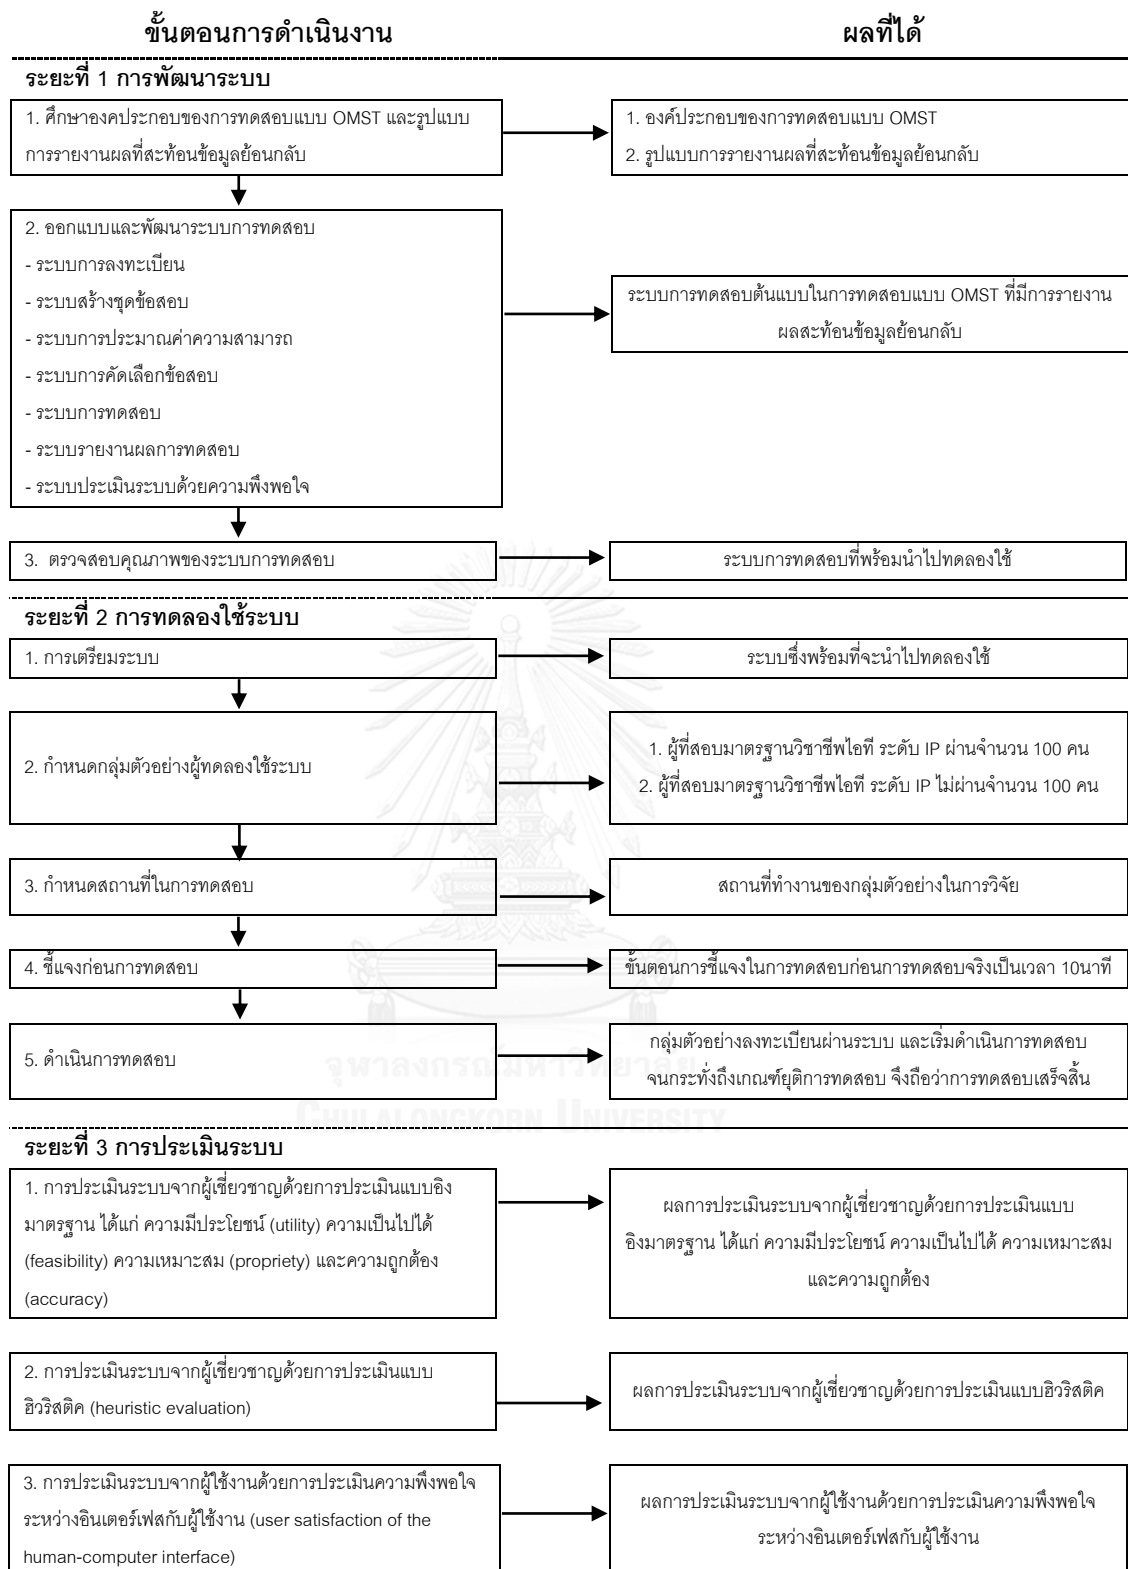 ขั้นตอนการดำเนินงาน
ผลที่ได้
ระยะที่ 1 การพัฒนาระบบ
1. ศึกษาองคประกอบของการทดสอบแบบ OMST และรูปแบบ
การรายงานผลที่สะท้อนข้อมูลย้อนกลับ
1. องค์ประกอบของการทดสอบแบบ OMST
2. รูปแบบการรายงานผลที่สะท้อนข้อมูลย้อนกลับ
2. ออกแบบและพัฒนาระบบการทดสอบ
- ระบบการลงทะเบียน
- ระบบสร้างชุดข้อสอบ
- ระบบการประมาณค่าความสามารถ
- ระบบการคัดเลือกข้อสอบ
- ระบบการทดสอบ
- ระบบรายงานผลการทดสอบ
- ระบบประเมินระบบด้วยความพึงพอใจ
ระบบการทดสอบต้นแบบในการทดสอบแบบ OMST ที่มีการรายงาน
ผลสะท้อนข้อมูลย้อนกลับ
3. ตรวจสอบคุณภาพของระบบการทดสอบ
ระบบการทดสอบที่พร้อมนำไปทดลองใช้
ระยะที่ 2 การทดลองใช้ระบบ
1. การเตรียมระบบ
ระบบซึ่งพร้อมที่จะนำไปทดลองใช้
2. กำหนดกลุ่มตัวอย่างผู้ทดลองใช้ระบบ
1. ผู้ที่สอบมาตรฐานวิชาชีพไอที ระดับ IP ผ่านจำนวน 100 คน
2. ผู้ที่สอบมาตรฐานวิชาชีพไอที ระดับ IP ไม่ผ่านจำนวน 100 คน
3. กำหนดสถานที่ในการทดสอบ
สถานที่ทำงานของกลุ่มตัวอย่างในการวิจัย
4. ชี้แจงก่อนการทดสอบ
ขั้นตอนการชี้แจงในการทดสอบก่อนการทดสอบจริงเป็นเวลา 10นาที
5. ดำเนินการทดสอบ
กลุ่มตัวอย่างลงทะเบียนผ่านระบบ และเริ่มดำเนินการทดสอบ
จนกระทั่งถึงเกณฑ์ยุติการทดสอบ จึงถือว่าการทดสอบเสร็จสิ้น
จุฬาลงกรณ์มหาวิทยาลัย
CHULALONGKORN UNIVERSITY
ระยะที่ 3 การประเมินระบบ
1. การประเมินระบบจากผู้เชี่ยวชาญด้วยการประเมินแบบอิง
มาตรฐาน ได้แก่ ความมีประโยชน์ (utility) ความเป็นไปได้
(feasibility) ความเหมาะสม (propriety) และความถูกต้อง
(accuracy)
ผลการประเมินระบบจากผู้เชี่ยวชาญด้วยการประเมินแบบ
อิงมาตรฐาน ได้แก่ ความมีประโยชน์ ความเป็นไปได้ ความเหมาะสม
และความถูกต้อง
2. การประเมินระบบจากผู้เชี่ยวชาญด้วยการประเมินแบบ
ฮิวริสติค (heuristic evaluation)
ผลการประเมินระบบจากผู้เชี่ยวชาญด้วยการประเมินแบบฮิวริสติค
3. การประเมินระบบจากผู้ใช้งานด้วยการประเมินความพึงพอใจ
ระหว่างอินเตอร์เฟสกับผู้ใช้งาน (user satisfaction of the
human-computer interface)
ผลการประเมินระบบจากผู้ใช้งานด้วยการประเมินความพึงพอใจ
ระหว่างอินเตอร์เฟสกับผู้ใช้งาน